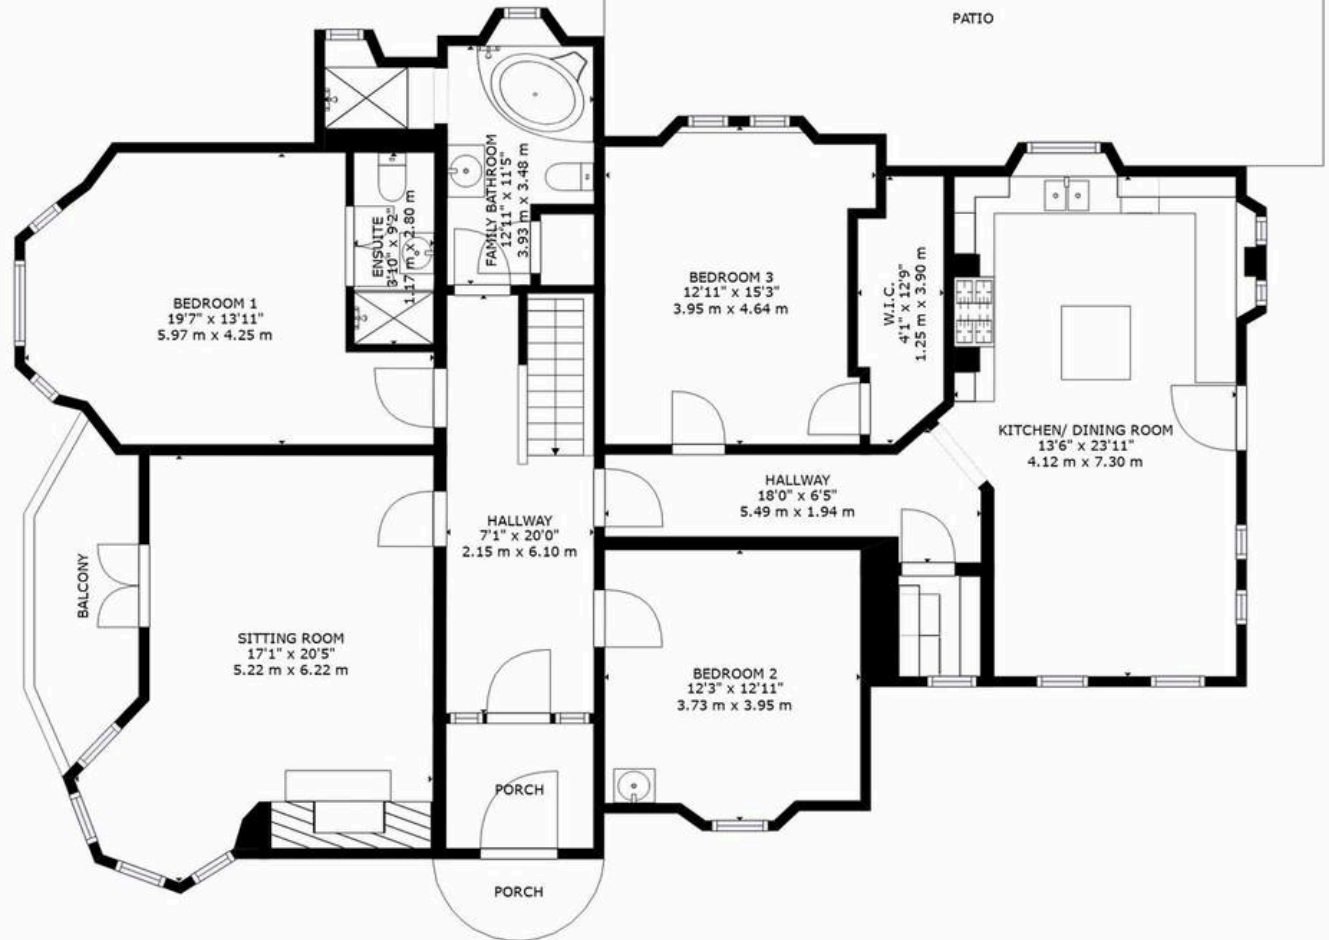 PATIO
FAMILY BATHROOM
12'11" x 11'5"
3.93 m x 3.48 m
ENSUITE
3'10" x 9'2"
1.17 m x 2.80 m
BEDROOM 1
19'7" x 13'11"
5.97 m x 4.25 m
BEDROOM 3
12'11" x 15'3"
3.95 m x 4.64 m
W.I.C.
4'1" x 12'9"
1.25 m x 3.90 m
KITCHEN/ DINING ROOM
13'6" x 23'11"
4.12 m x 7.30 m
HALLWAY
18'0" x 6'5"
5.49 m x 1.94 m
HALLWAY
7'1" x 20'0"
2.15 m x 6.10 m
BALCONY
SITTING ROOM
17'1" x 20'5"
5.22 m x 6.22 m
BEDROOM 2
12'3" x 12'11"
3.73 m x 3.95 m
PORCH
PORCH